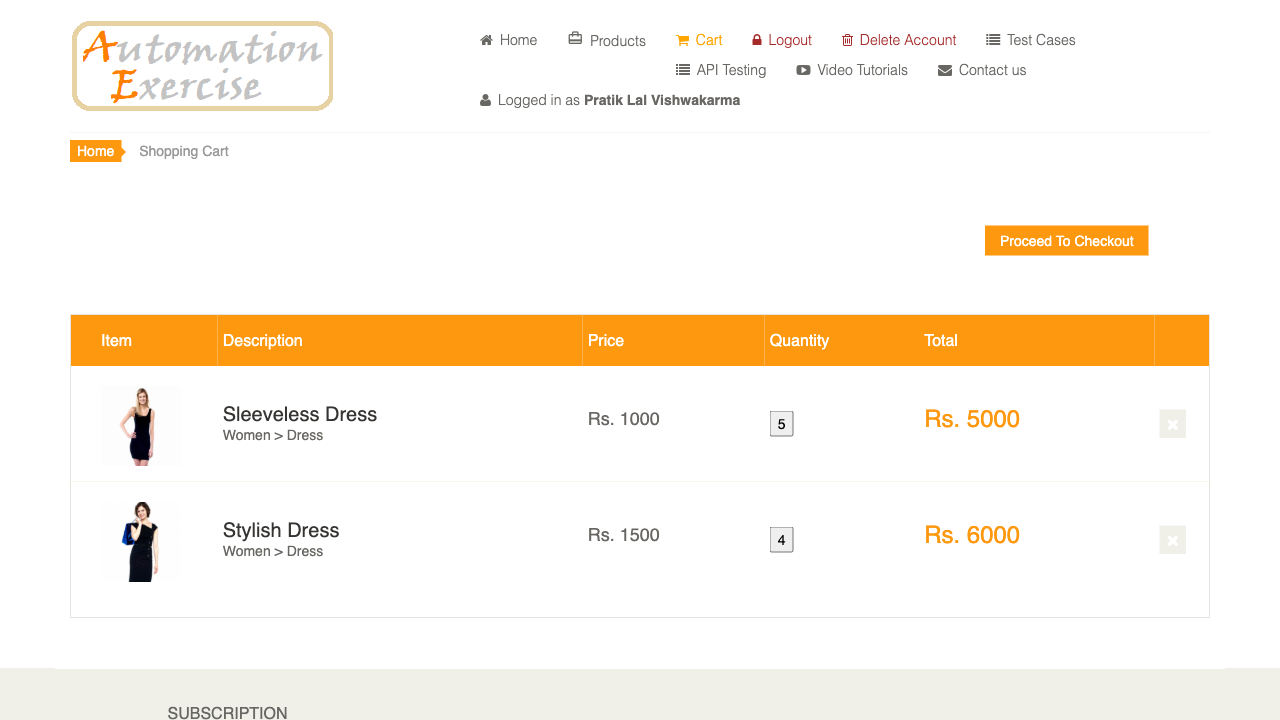 Automation
Exercise
Home Products Cart Logout Delete Account Test Cases
API Testing Video Tutorials Contact us
Logged in as Pratik Lal Vishwakarma
Home Shopping Cart
Proceed To Checkout
Item Description Price Quantity Total
Sleeveless Dress Rs. 1000 5 Rs. 5000
Women > Dress
Stylish Dress Rs. 1500 4 Rs. 6000
Women > Dress
SUBSCRIPTION